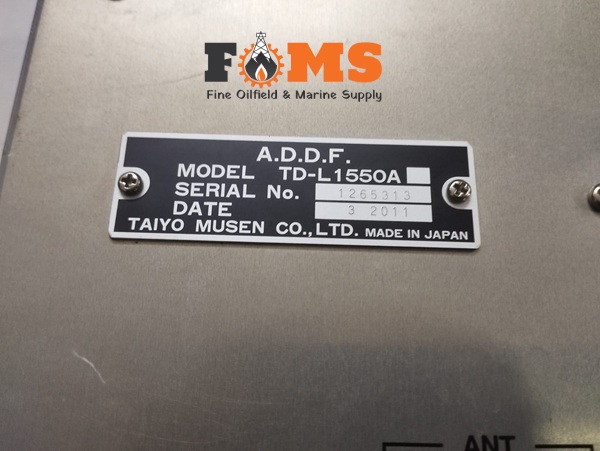 FOMS
Fine Oilfield & Marine Supply
A.D.D.F.
MODEL TD-L1550A
SERIAL No. 1265313
DATE 3 2011
TAIYO MUSEN CO.,LTD. MADE IN JAPAN
ANT